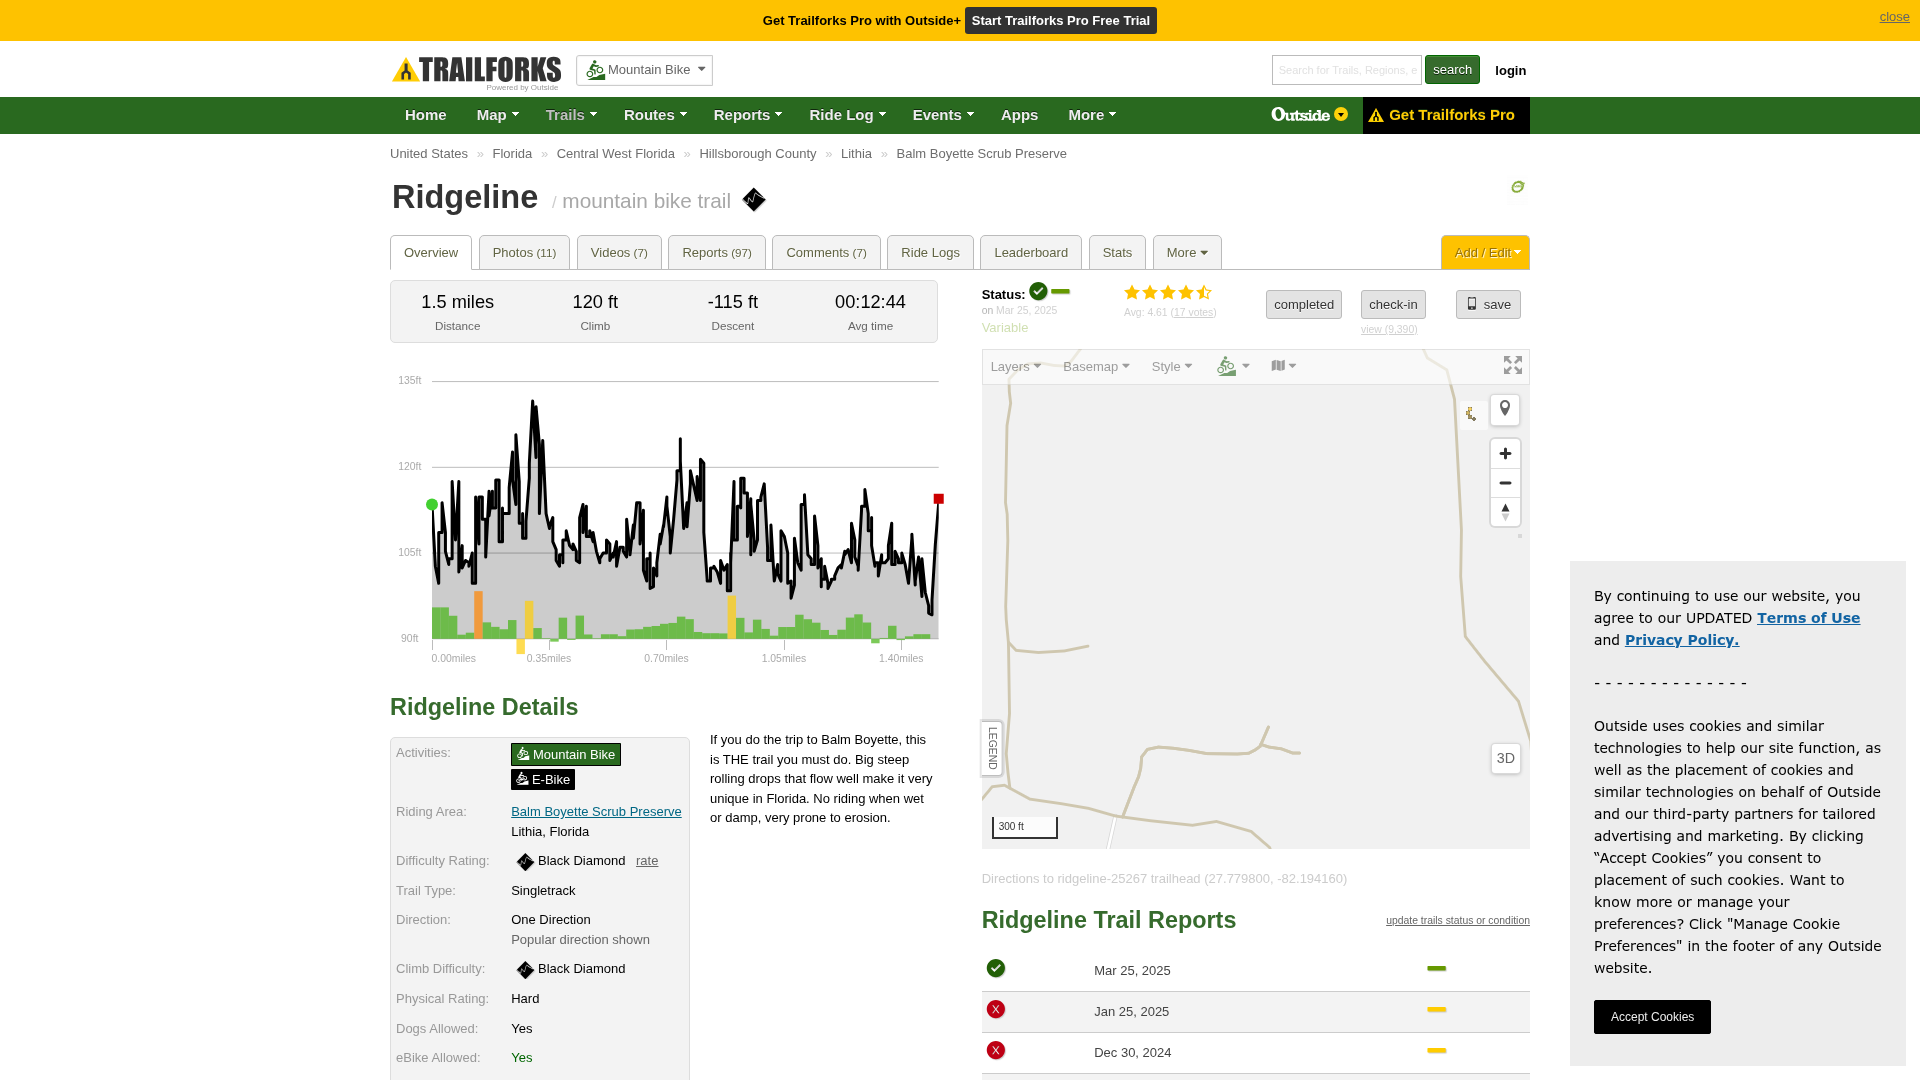 Get Trailforks Pro with Outside+ Start Trailforks Pro Free Trial
close
TRAILFORKS
Powered by Outside
Mountain Bike
Search for Trails, Regions, e
search
login
Home Map Trails Routes Reports Ride Log Events Apps More
Outside
Get Trailforks Pro
United States » Florida » Central West Florida » Hillsborough County » Lithia » Balm Boyette Scrub Preserve
Ridgeline / mountain bike trail
Overview Photos (11) Videos (7) Reports (97) Comments (7) Ride Logs Leaderboard Stats More
Add / Edit
1.5 miles 120 ft -115 ft 00:12:44
Distance Climb Descent Avg time
Status:
on Mar 25, 2025
Variable
Avg: 4.61 (17 votes)
completed
check-in
view (9,390)
save
135ft
120ft
105ft
90ft
0.00miles 0.35miles 0.70miles 1.05miles 1.40miles
Layers Basemap Style
LEGEND
3D
300 ft
Ridgeline Details
Activities: Mountain Bike
E-Bike
Riding Area: Balm Boyette Scrub Preserve
Lithia, Florida
Difficulty Rating: Black Diamond rate
Trail Type: Singletrack
Direction: One Direction
Popular direction shown
Climb Difficulty: Black Diamond
Physical Rating: Hard
Dogs Allowed: Yes
eBike Allowed: Yes
If you do the trip to Balm Boyette, this
is THE trail you must do. Big steep
rolling drops that flow well make it very
unique in Florida. No riding when wet
or damp, very prone to erosion.
Directions to ridgeline-25267 trailhead (27.779800, -82.194160)
Ridgeline Trail Reports
update trails status or condition
Mar 25, 2025
X Jan 25, 2025
X Dec 30, 2024
By continuing to use our website, you
agree to our UPDATED Terms of Use
and Privacy Policy.
- - - - - - - - - - - - - -
Outside uses cookies and similar
technologies to help our site function, as
well as the placement of cookies and
similar technologies on behalf of Outside
and our third-party partners for tailored
advertising and marketing. By clicking
“Accept Cookies” you consent to
placement of such cookies. Want to
know more or manage your
preferences? Click "Manage Cookie
Preferences" in the footer of any Outside
website.
Accept Cookies